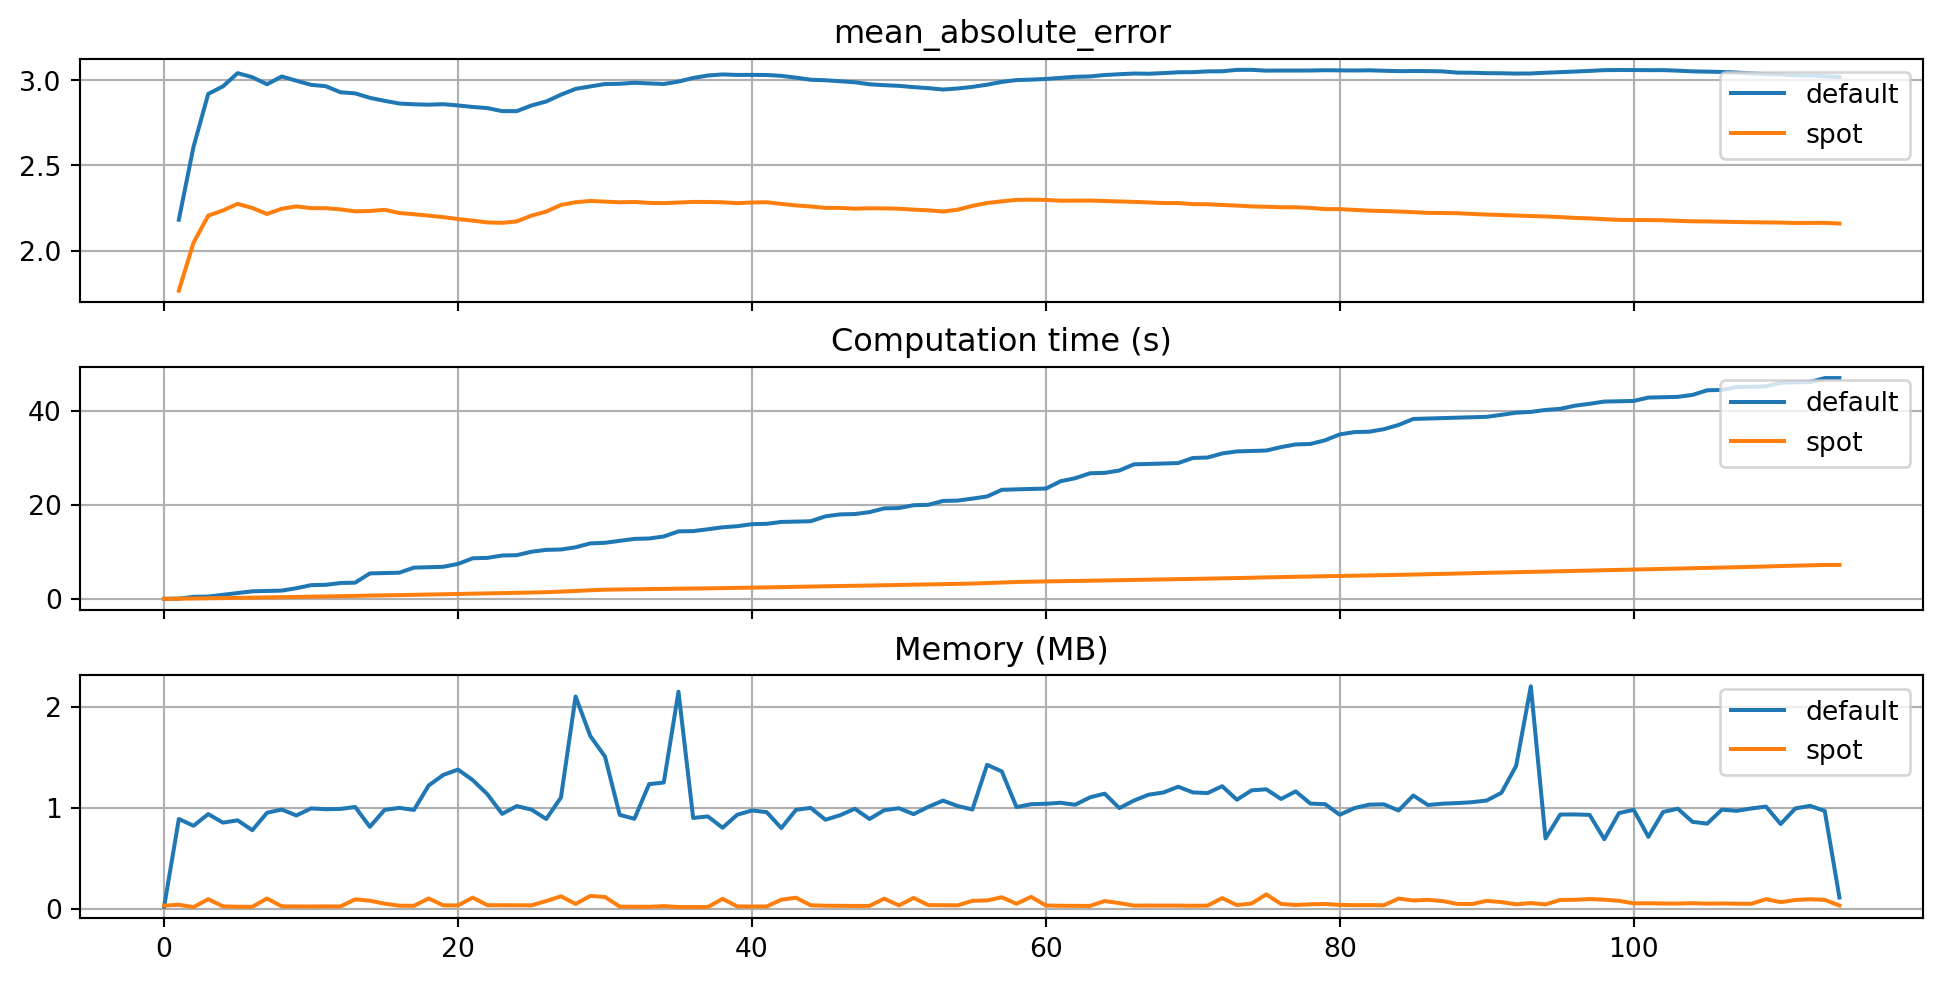 mean_absolute_error
3.0
2.5
2.0
default
spot
Computation time (s)
40
20
0
default
spot
Memory (MB)
2
1
0
default
spot
0 20 40 60 80 100